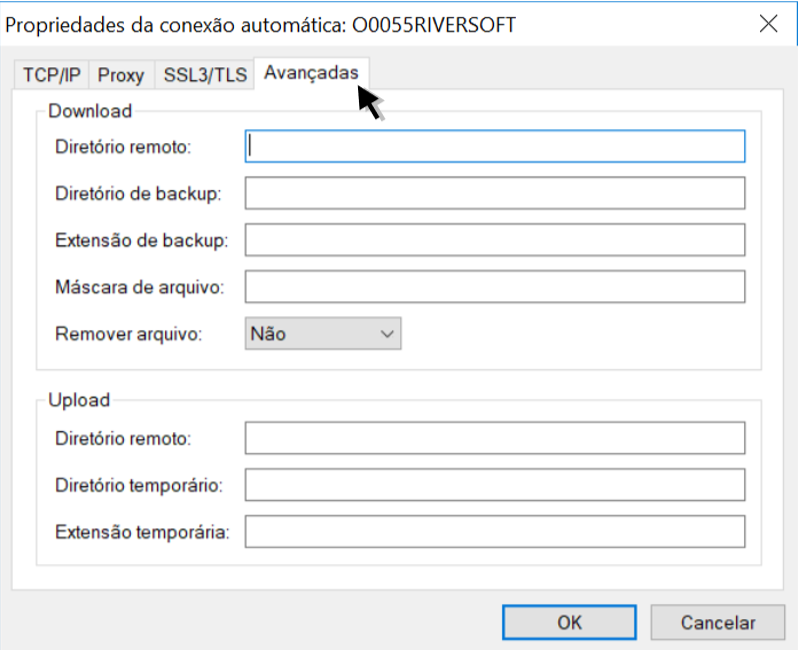 Propriedades da conexão automática: O0055RIVERSOFT
TCP/IP Proxy SSL3/TLS Avançadas
Download
Diretório remoto:
Diretório de backup:
Extensão de backup:
Máscara de arquivo:
Remover arquivo: Não
Upload
Diretório remoto:
Diretório temporário:
Extensão temporária:
OK Cancelar